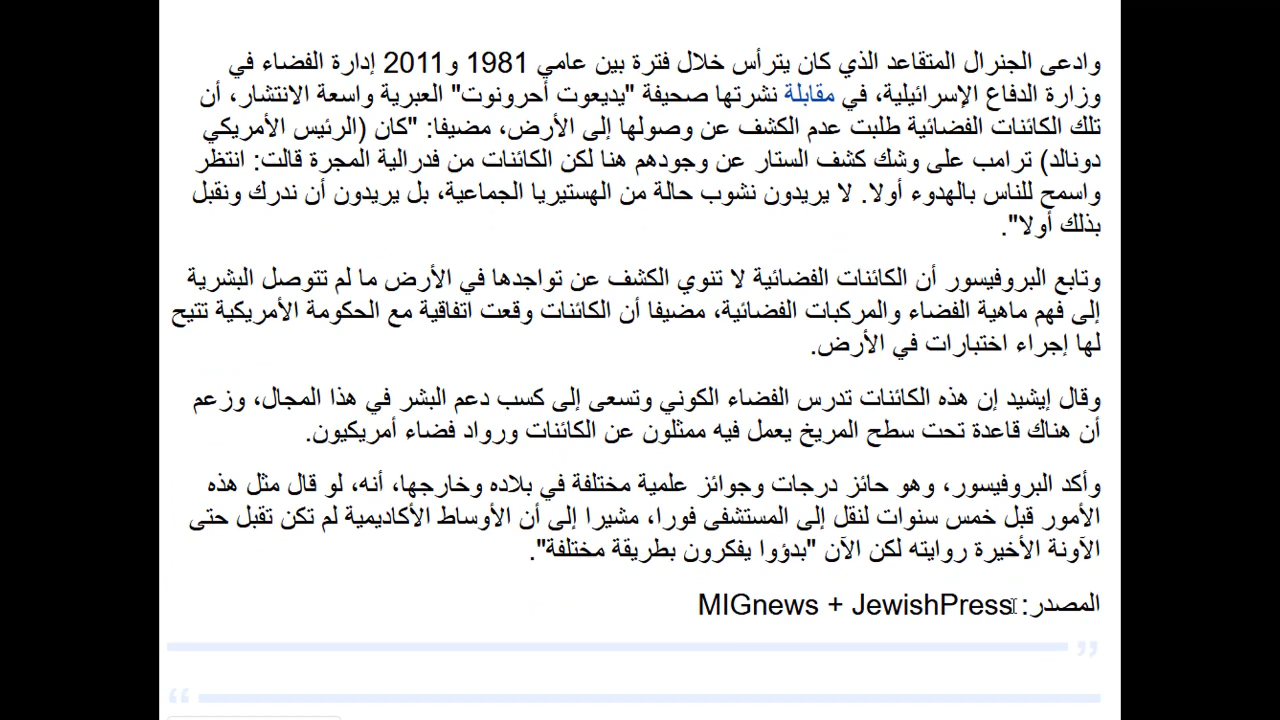 وادعى الجنرال المتقاعد الذي كان يترأس خلال فترة بين عامي 1981 و2011 إدارة الفضاء في
وزارة الدفاع الإسرائيلية، في مقابلة نشرتها صحيفة "يديعوت أحرونوت" العبرية واسعة الانتشار، أن
تلك الكائنات الفضائية طلبت عدم الكشف عن وصولها إلى الأرض، مضيفا: "كان (الرئيس الأمريكي
دونالد) ترامب على وشك كشف الستار عن وجودهم هنا لكن الكائنات من فدرالية المجرة قالت: انتظر
واسمح للناس بالهدوء أولا. لا يريدون نشوب حالة من الهستيريا الجماعية، بل يريدون أن ندرك ونقبل
بذلك أولا".
وتابع البروفيسور أن الكائنات الفضائية لا تنوي الكشف عن تواجدها في الأرض ما لم تتوصل البشرية
إلى فهم ماهية الفضاء والمركبات الفضائية، مضيفا أن الكائنات وقعت اتفاقية مع الحكومة الأمريكية تتيح
لها إجراء اختبارات في الأرض.
وقال إيشيد إن هذه الكائنات تدرس الفضاء الكوني وتسعى إلى كسب دعم البشر في هذا المجال، وزعم
أن هناك قاعدة تحت سطح المريخ يعمل فيه ممثلون عن الكائنات ورواد فضاء أمريكيون.
وأكد البروفيسور، وهو حائز درجات وجوائز علمية مختلفة في بلاده وخارجها، أنه، لو قال مثل هذه
الأمور قبل خمس سنوات لنقل إلى المستشفى فورا، مشيرا إلى أن الأوساط الأكاديمية لم تكن تقبل حتى
الآونة الأخيرة روايته لكن الآن "بدؤوا يفكرون بطريقة مختلفة".
المصدر: MIGnews + JewishPress